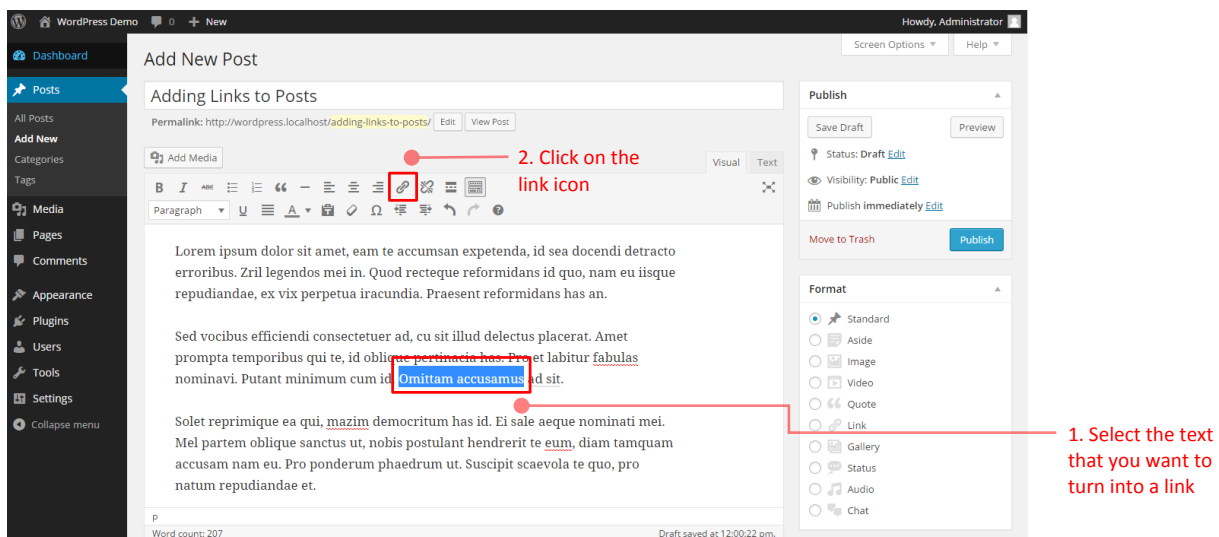 WordPress Demo 0 + New Howdy, Administrator
Screen Options Help
Dashboard
Posts
All Posts
Add New
Categories
Tags
Media
Pages
Comments
Appearance
Plugins
Users
Tools
Settings
Collapse menu
Add New Post
Adding Links to Posts
Permalink: http://wordpress.localhost/adding-links-to-posts/ Edit View Post
Add Media
Visual Text
2. Click on the
link icon
B I ABC
Paragraph U A Ω
Lorem ipsum dolor sit amet, eam te accumsan expetenda, id sea docendi detracto
erroribus. Zril legendos mei in. Quod recteque reformidans id quo, nam eu iisque
repudiandae, ex vix perpetua iracundia. Praesent reformidans has an.
Sed vocibus efficiendi consectetuer ad, cu sit illud delectus placerat. Amet
prompta temporibus qui te, id oblique pertinacia has. Pro et labitur fabulas
nominavi. Putant minimum cum id. Omittam accusamus ad sit.
Solet reprimique ea qui, mazim democritum has id. Ei sale aeque nominati mei.
Mel partem oblique sanctus ut, nobis postulant hendrerit te eum, diam tamquam
accusam nam eu. Pro ponderum phaedrum ut. Suscipit scaevola te quo, pro
natum repudiandae et.
P
Word count: 207 Draft saved at 12:00:22 pm.
Publish
Save Draft Preview
Status: Draft Edit
Visibility: Public Edit
Publish immediately Edit
Move to Trash Publish
Format
Standard
Aside
Image
Video
Quote
Link
Gallery
Status
Audio
Chat
1. Select the text
that you want to
turn into a link